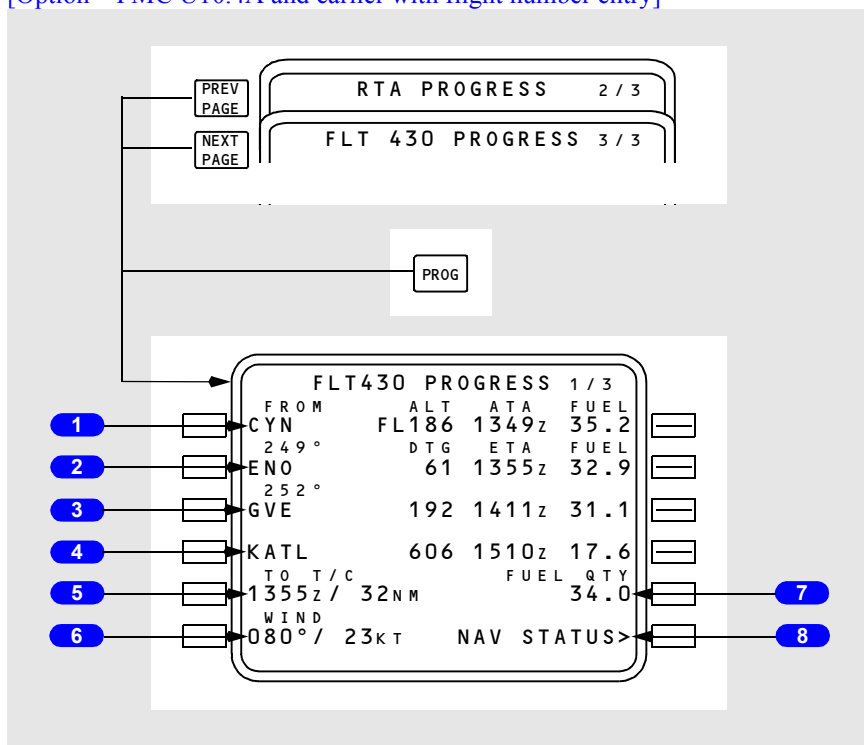 [Option - FMC U10.4A and earlier with flight number entry]
PREV PAGE
RTA PROGRESS 2/3
NEXT PAGE
FLT 430 PROGRESS 3/3
PROG
FLT430 PROGRESS 1/3
FROM ALT ATA FUEL
1 CYN FL186 1349z 35.2
249° DTG ETA FUEL
2 ENO 61 1355z 32.9
252°
3 GVE 192 1411z 31.1
4 KATL 606 1510z 17.6
TO T/C FUEL QTY
5 1355z/ 32NM 34.0 7
WIND
6 080°/ 23KT NAV STATUS> 8